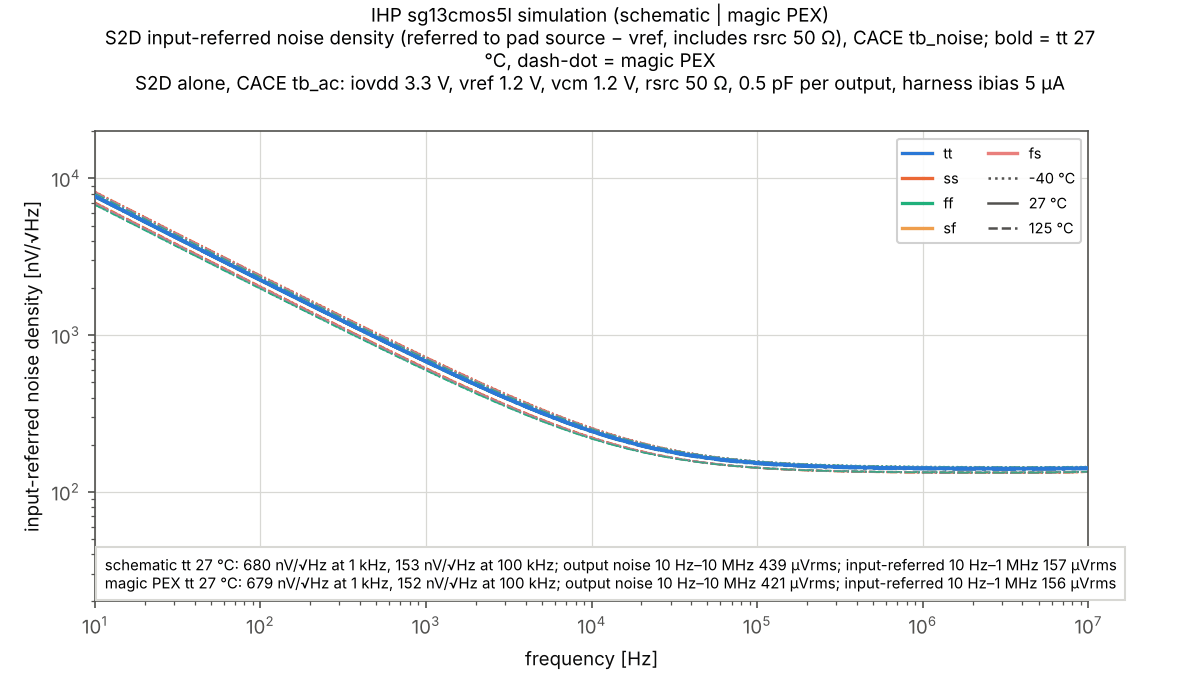 IHP sg13cmos5l simulation (schematic | magic PEX)
S2D input-referred noise density (referred to pad source − vref, includes rsrc 50 Ω), CACE tb_noise; bold = tt 27
°C, dash-dot = magic PEX
S2D alone, CACE tb_ac: iovdd 3.3 V, vref 1.2 V, vcm 1.2 V, rsrc 50 Ω, 0.5 pF per output, harness ibias 5 µA
input-referred noise density [nV/√Hz]
10⁴
10³
10²
tt
ss
ff
sf
fs
-40 °C
27 °C
125 °C
schematic tt 27 °C: 680 nV/√Hz at 1 kHz, 153 nV/√Hz at 100 kHz; output noise 10 Hz–10 MHz 439 µVrms; input-referred 10 Hz–1 MHz 157 µVrms
magic PEX tt 27 °C: 679 nV/√Hz at 1 kHz, 152 nV/√Hz at 100 kHz; output noise 10 Hz–10 MHz 421 µVrms; input-referred 10 Hz–1 MHz 156 µVrms
10¹ 10² 10³ 10⁴ 10⁵ 10⁶ 10⁷
frequency [Hz]